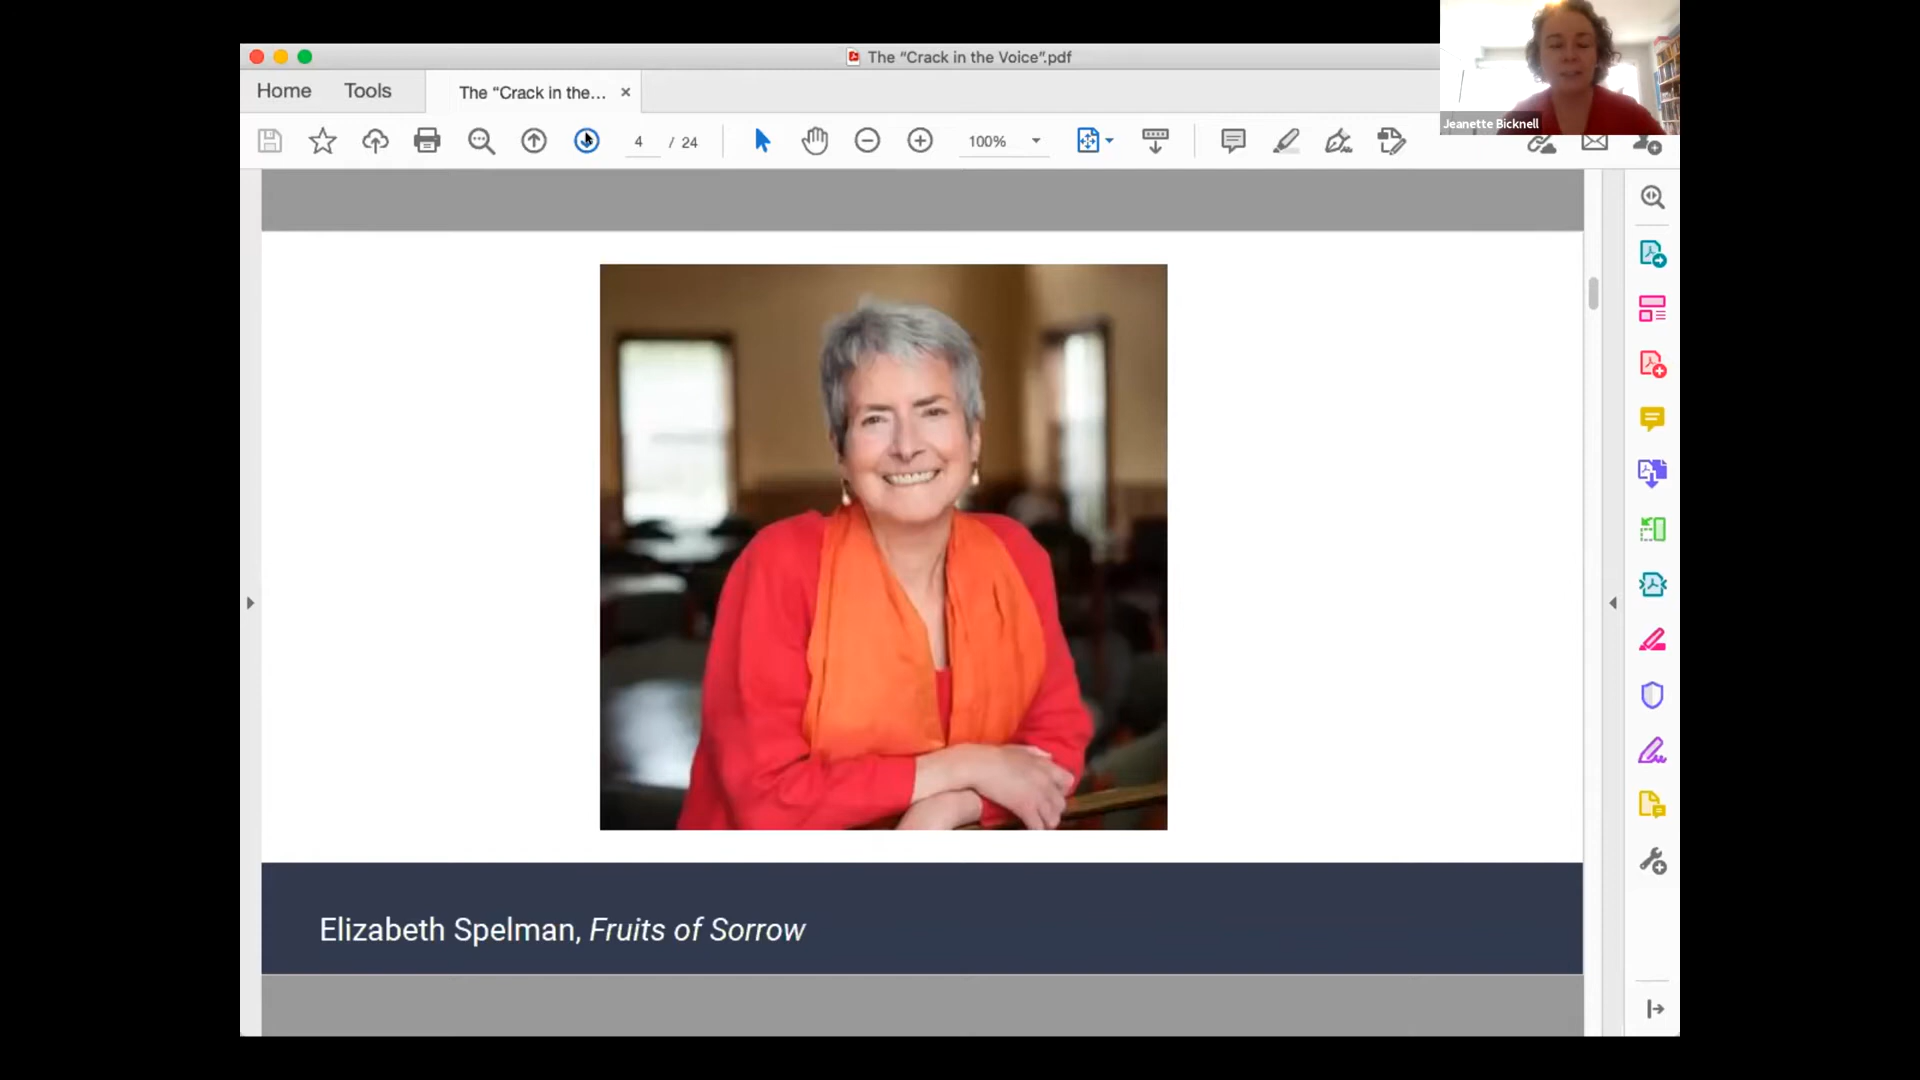 The “Crack in the Voice”.pdf
Jeanette Bicknell
Home
Tools
The “Crack in the...
4 / 24
100%
Elizabeth Spelman, Fruits of Sorrow